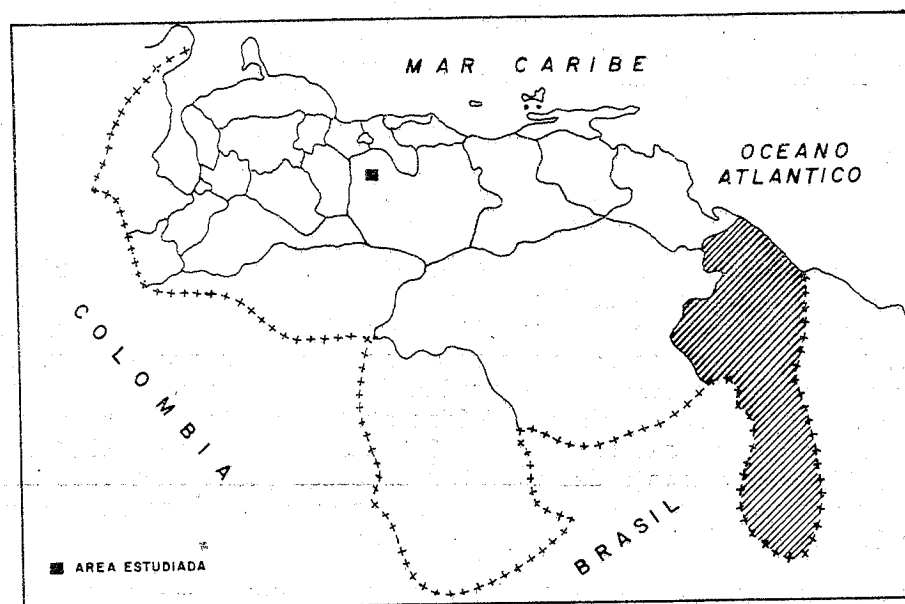 MAR CARIBE
OCEANO
ATLANTICO
COLOMBIA
BRASIL
AREA ESTUDIADA